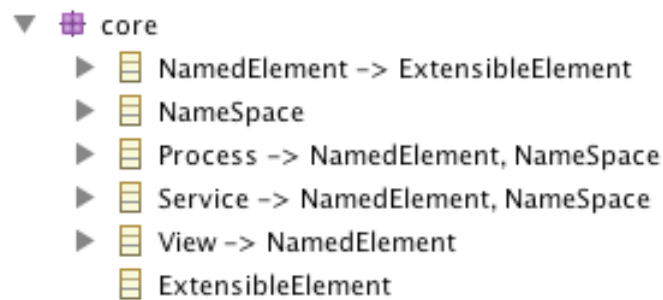 core
NamedElement -> ExtensibleElement
NameSpace
Process -> NamedElement, NameSpace
Service -> NamedElement, NameSpace
View -> NamedElement
ExtensibleElement